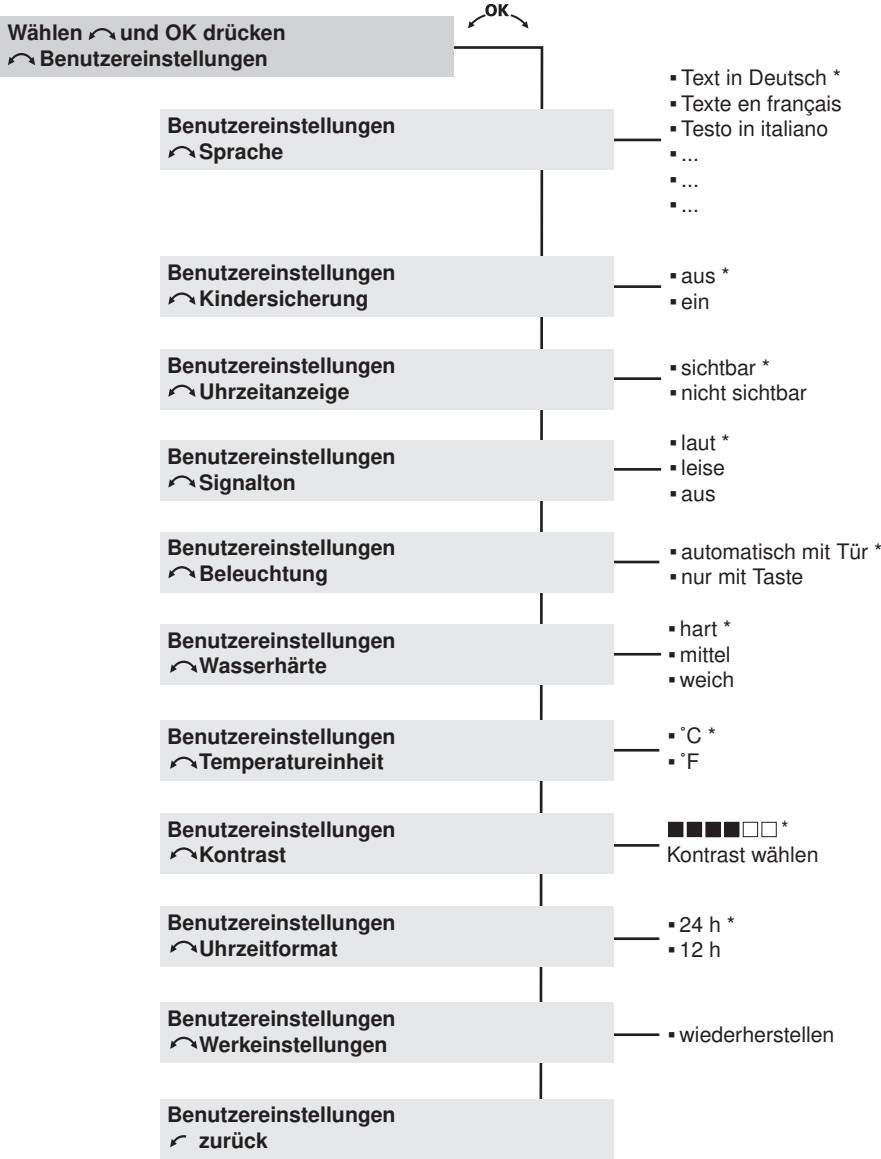 OK
Wählen und OK drücken
Benutzereinstellungen
Benutzereinstellungen
Sprache
▪ Text in Deutsch *
▪ Texte en français
▪ Testo in italiano
▪ ...
▪ ...
▪ ...
Benutzereinstellungen
Kindersicherung
▪ aus *
▪ ein
Benutzereinstellungen
Uhrzeitanzeige
▪ sichtbar *
▪ nicht sichtbar
Benutzereinstellungen
Signalton
▪ laut *
▪ leise
▪ aus
Benutzereinstellungen
Beleuchtung
▪ automatisch mit Tür *
▪ nur mit Taste
Benutzereinstellungen
Wasserhärte
▪ hart *
▪ mittel
▪ weich
Benutzereinstellungen
Temperatureinheit
▪ °C *
▪ °F
Benutzereinstellungen
Kontrast
■■■■□□ *
Kontrast wählen
Benutzereinstellungen
Uhrzeitformat
▪ 24 h *
▪ 12 h
Benutzereinstellungen
Werkeinstellungen
▪ wiederherstellen
Benutzereinstellungen
zurück